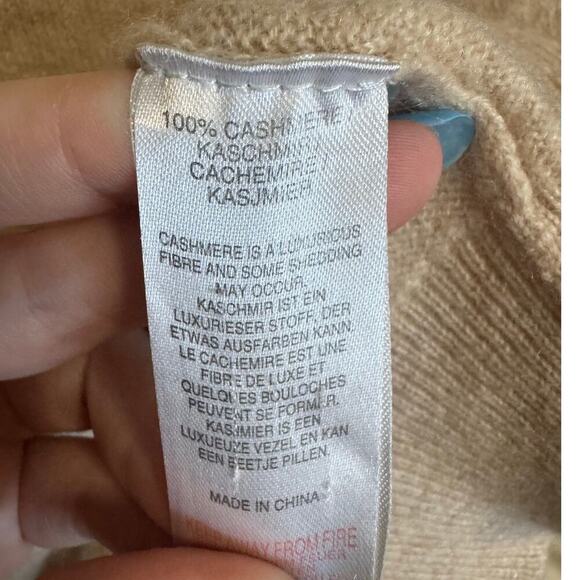 100% CASHMERE /
KASCHMIR /
CACHEMIRE /
KASJMIER
CASHMERE IS A LUXURIOUS
FIBRE AND SOME SHEDDING
MAY OCCUR.
KASCHMIR IST EIN
LUXURIESER STOFF, DER
ETWAS AUSFARBEN KANN.
LE CACHEMIRE EST UNE
FIBRE DE LUXE ET
QUELQUES BOULOCHES
PEUVENT SE FORMER.
KASJMIER IS EEN
LUXUEUZE VEZEL EN KAN
EEN BEETJE PILLEN.
MADE IN CHINA
KEEP AWAY FROM FIRE